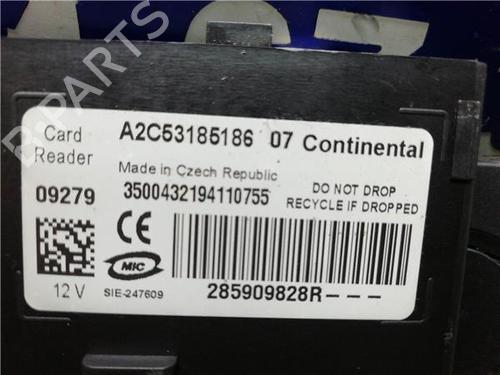 B-PARTS
Card Reader
A2C53185186 07 Continental
Made in Czech Republic
09279
3500432194110755
DO NOT DROP
RECYCLE IF DROPPED
CE
MIC
12 V
SIE-247609
285909828R---